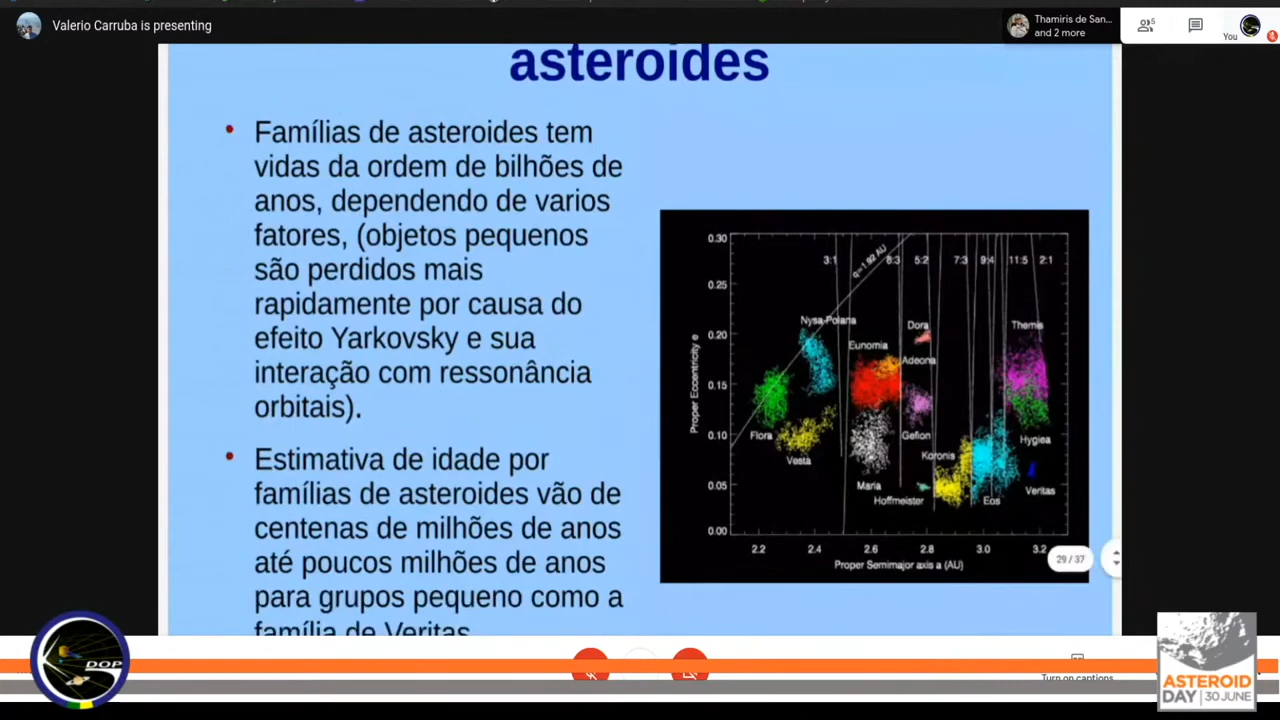 Valerio Carruba is presenting
Thamiris de San...
and 2 more
5
You
asteroides
• Famílias de asteroides tem
vidas da ordem de bilhões de
anos, dependendo de varios
fatores, (objetos pequenos
são perdidos mais
rapidamente por causa do
efeito Yarkovsky e sua
interação com ressonância
orbitais).
• Estimativa de idade por
famílias de asteroides vão de
centenas de milhões de anos
até poucos milhões de anos
para grupos pequeno como a
família de Veritas
0.30
0.25
0.20
0.15
0.10
0.05
0.00
Proper Eccentricity e
3:1
q=1.92 AU
8:3
5:2
7:3
9:4
11:5
2:1
Nysa-Polana
Dora
Themis
Eunomia
Adeona
Flora
Vesta
Gefion
Koronis
Hygiea
Maria
Hoffmeister
Eos
Veritas
2.2
2.4
2.6
2.8
3.0
3.2
Proper Semimajor axis a (AU)
29 / 37
Turn on captions
DOP
ASTEROID
DAY | 30 JUNE